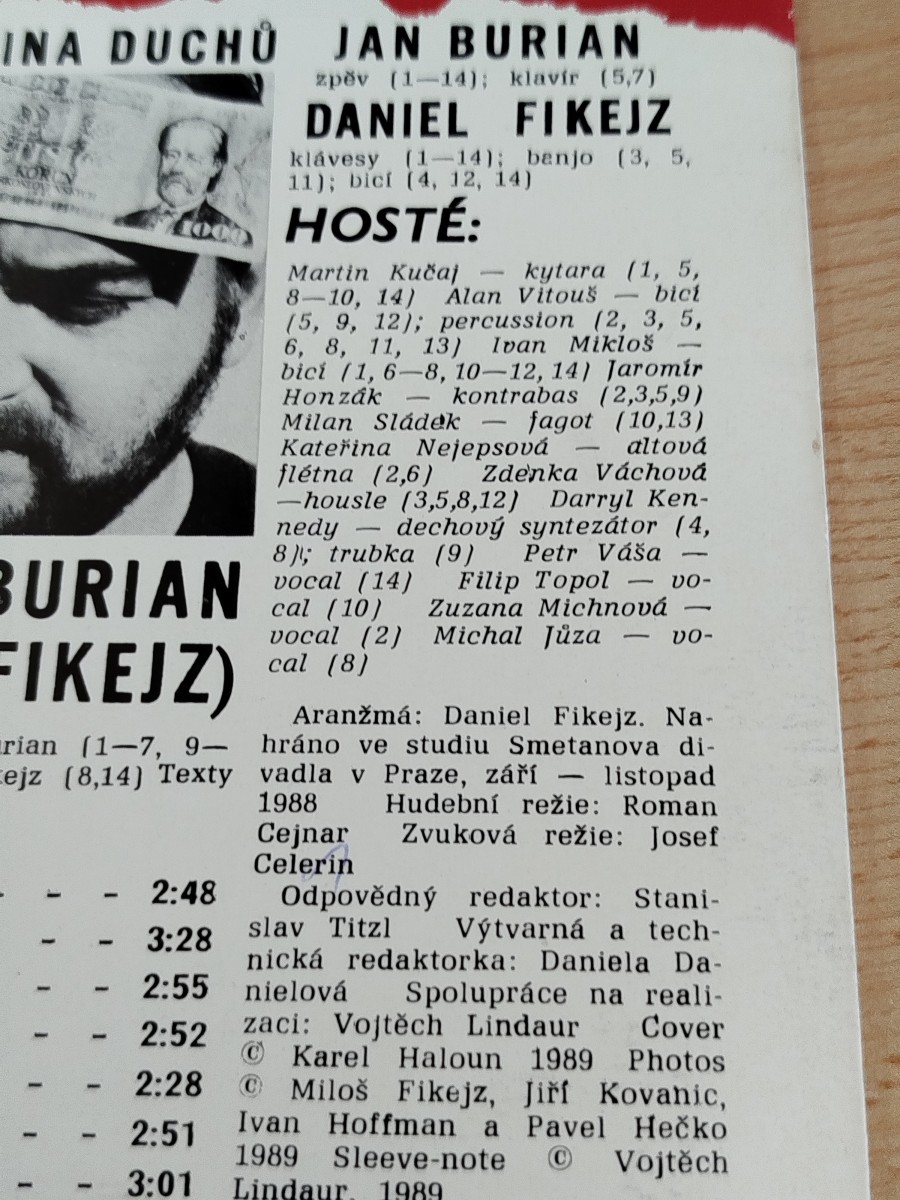 INA DUCHŮ
JAN BURIAN
zpěv (1—14); klavír (5,7)
DANIEL FIKEJZ
klávesy (1—14); banjo (3, 5,
11); bicí (4, 12, 14)
HOSTÉ:
Martin Kučaj — kytara (1, 5,
8—10, 14) Alan Vitouš — bicí
(5, 9, 12); percussion (2, 3, 5,
6, 8, 11, 13) Ivan Mikloš —
bicí (1, 6—8, 10—12, 14) Jaromír
Honzák — kontrabas (2,3,5,9)
Milan Sládek — fagot (10,13)
Kateřina Nejepsová — altová
flétna (2,6) Zdenka Váchová
—housle (3,5,8,12) Darryl Ken-
nedy — dechový syntezátor (4,
8); trubka (9) Petr Váša —
vocal (14) Filip Topol — vo-
cal (10) Zuzana Michnová —
vocal (2) Michal Jůza — vo-
cal (8)
KORUN
1000
BURIAN
FIKEJZ)
rian (1—7, 9—
ejz (8,14) Texty
Aranžmá: Daniel Fikejz. Na-
hráno ve studiu Smetanova di-
vadla v Praze, září — listopad
1988 Hudební režie: Roman
Cejnar Zvuková režie: Josef
Celerin
Odpovědný redaktor: Stani-
slav Titzl Výtvarná a tech-
nická redaktorka: Daniela Da-
nielová Spolupráce na reali-
zaci: Vojtěch Lindaur Cover
© Karel Haloun 1989 Photos
© Miloš Fikejz, Jiří Kovanic,
Ivan Hoffman a Pavel Hečko
1989 Sleeve-note © Vojtěch
Lindaur, 1989
- - - 2:48
- - 3:28
- - 2:55
- - 2:52
- - 2:28
- - 2:51
- - 3:01